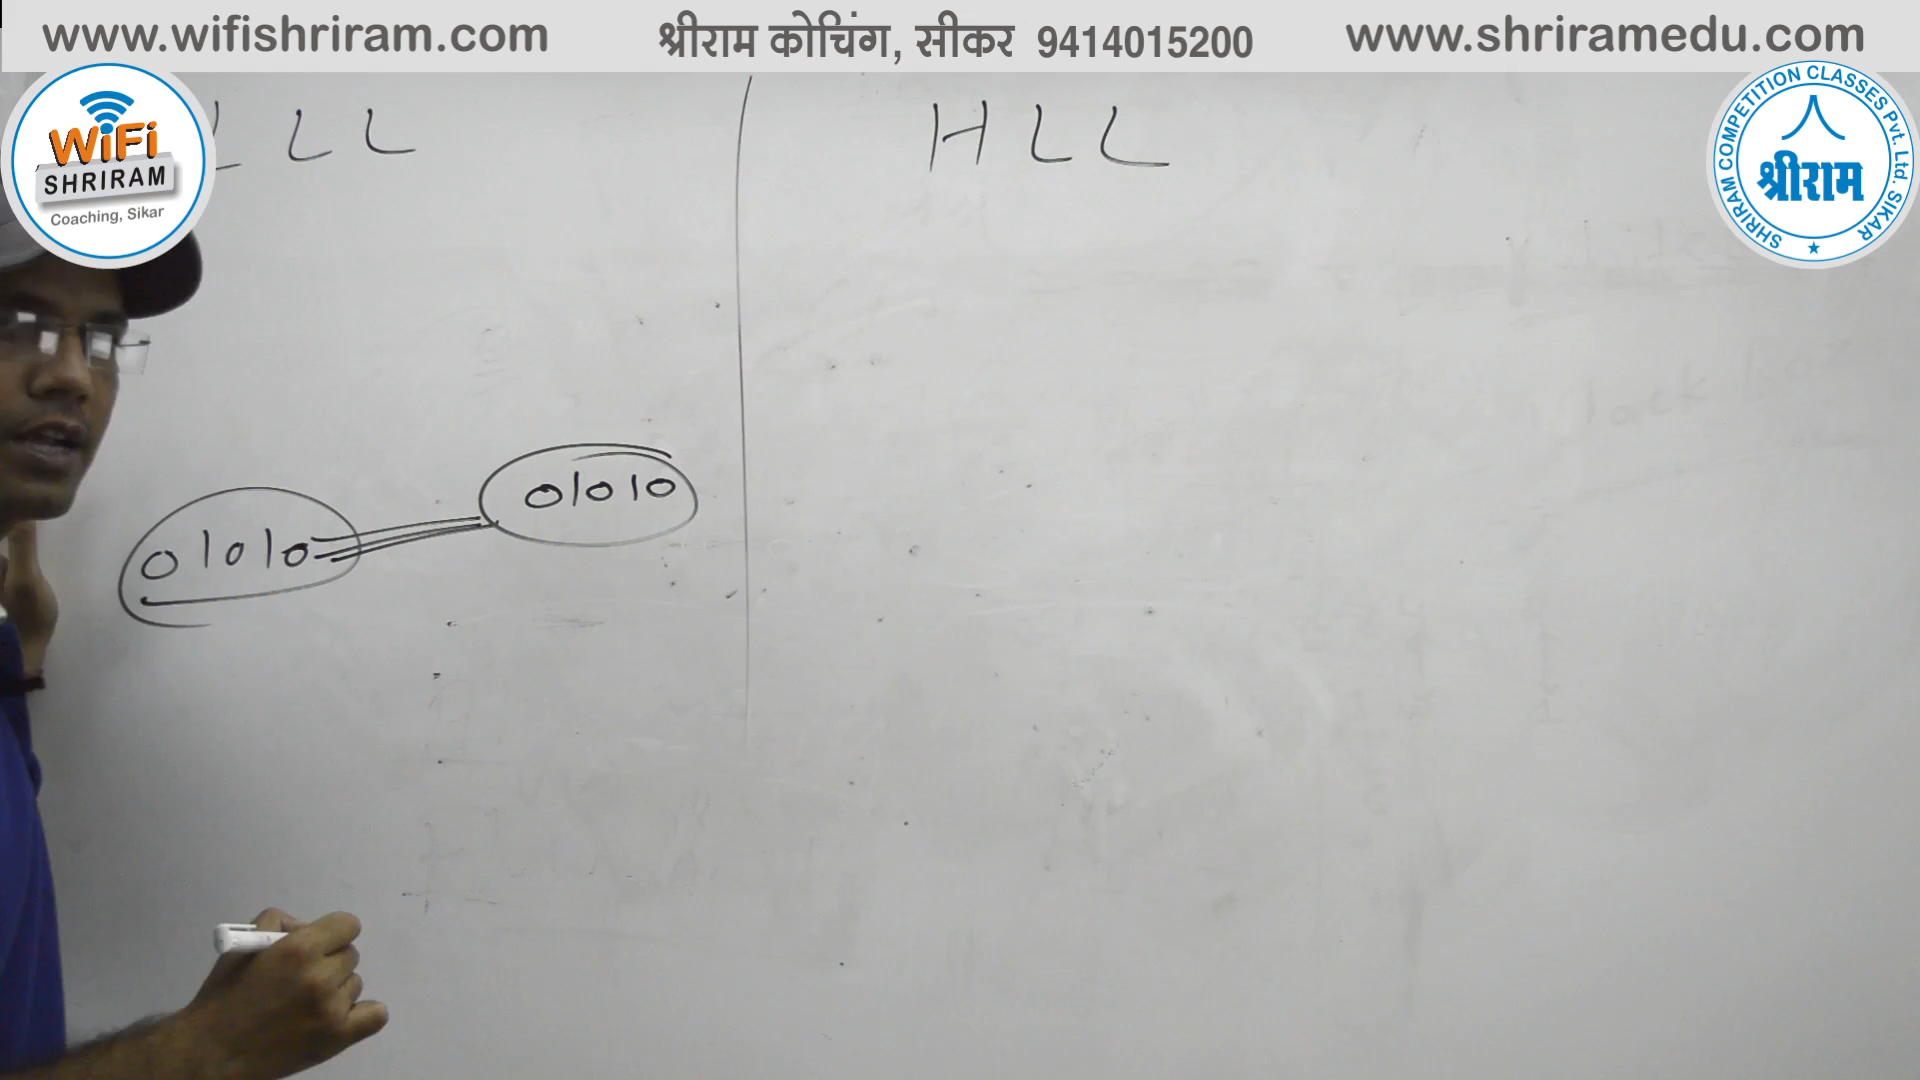 www.wifishriram.com श्रीराम कोचिंग, सीकर 9414015200 www.shriramedu.com
WiFi
SHRIRAM
Coaching, Sikar
SHRIRAM COMPETITION CLASSES Pvt. Ltd. SIKAR
श्रीराम
LLL
HLL
01010
01010